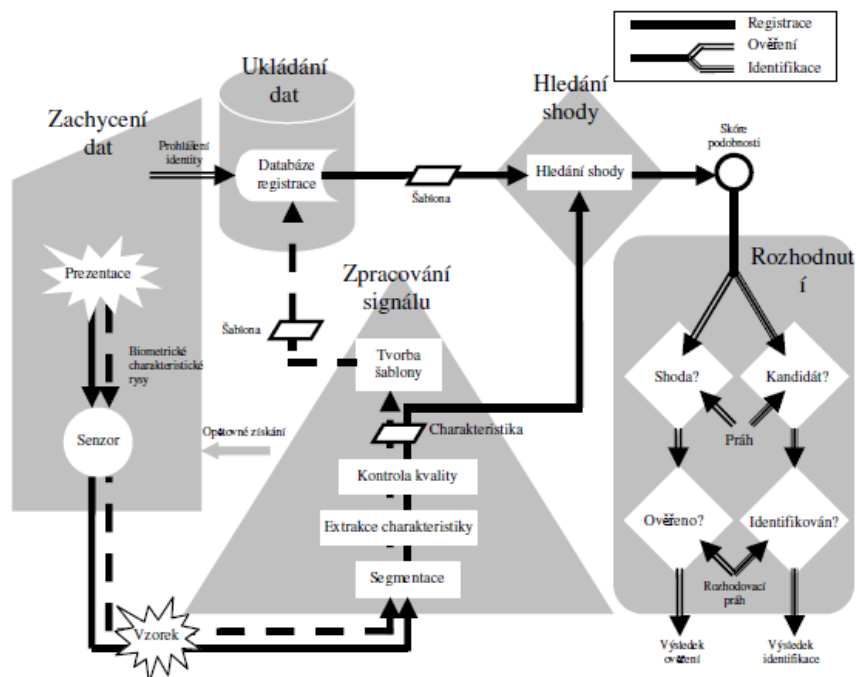 Registrace
Ověření
Identifikace
Ukládání
dat
Hledání
shody
Zachycení
dat
Skóre
podobnosti
Prohlášení
identity
Databáze
registrace
Šablona
Hledání shody
Prezentace
Zpracování
signálu
Rozhodnut
í
Šablona
Biometrické
charakteristické
rysy
Tvorba
šablony
Shoda?
Kandidát?
Senzor
Opětovné získání
Charakteristika
Práh
Kontrola kvality
Extrakce charakteristiky
Ověřeno?
Identifikován?
Segmentace
Rozhodovací
práh
Vzorek
Výsledek
ověření
Výsledek
identifikace